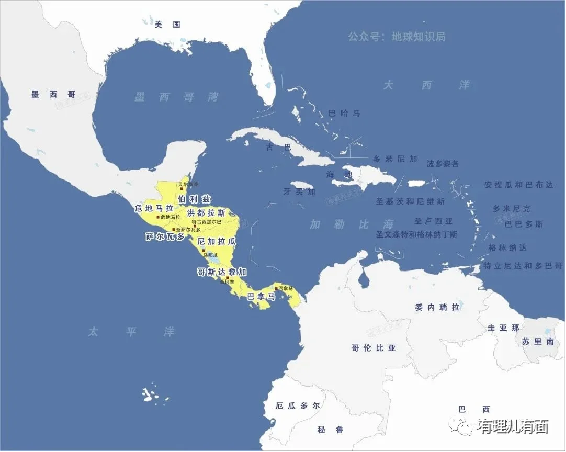 美国
公众号：地球知识局
大西洋
墨西哥
墨西哥湾
巴哈马
古巴
海地
多米尼加
波多黎各
牙买加
安提瓜和巴布达
圣基茨和尼维斯
多米尼克
伯利兹
危地马拉
洪都拉斯
加勒比海
圣卢西亚
巴巴多斯
圣文森特和格林纳丁斯
萨尔瓦多
尼加拉瓜
格林纳达
特立尼达和多巴哥
哥斯达黎加
巴拿马
委内瑞拉
圭亚那
苏里南
太平洋
哥伦比亚
厄瓜多尔
秘鲁
巴西
有理儿有面